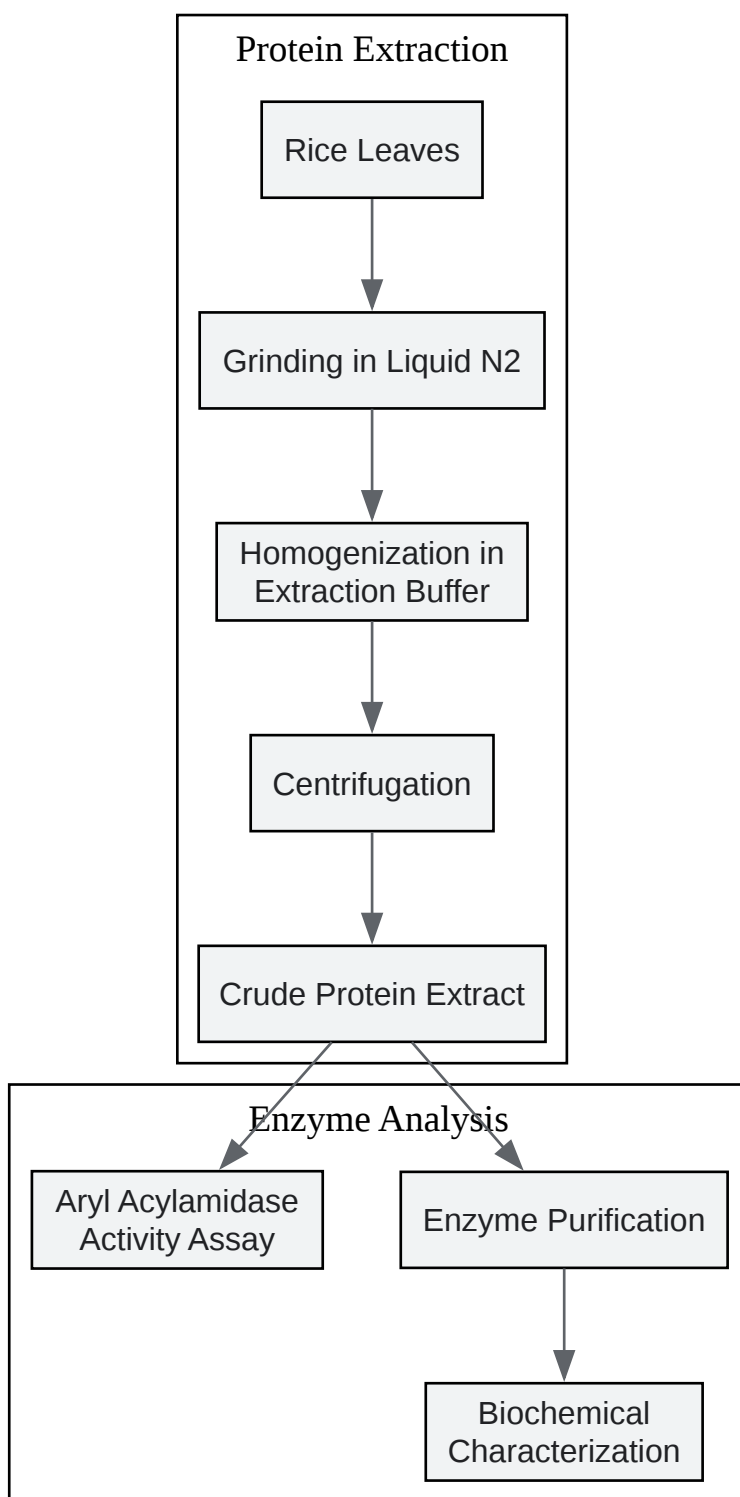 Protein Extraction
Rice Leaves
Grinding in Liquid N2
Homogenization in
Extraction Buffer
Centrifugation
Crude Protein Extract
Enzyme Analysis
Aryl Acylamidase
Activity Assay
Enzyme Purification
Biochemical
Characterization